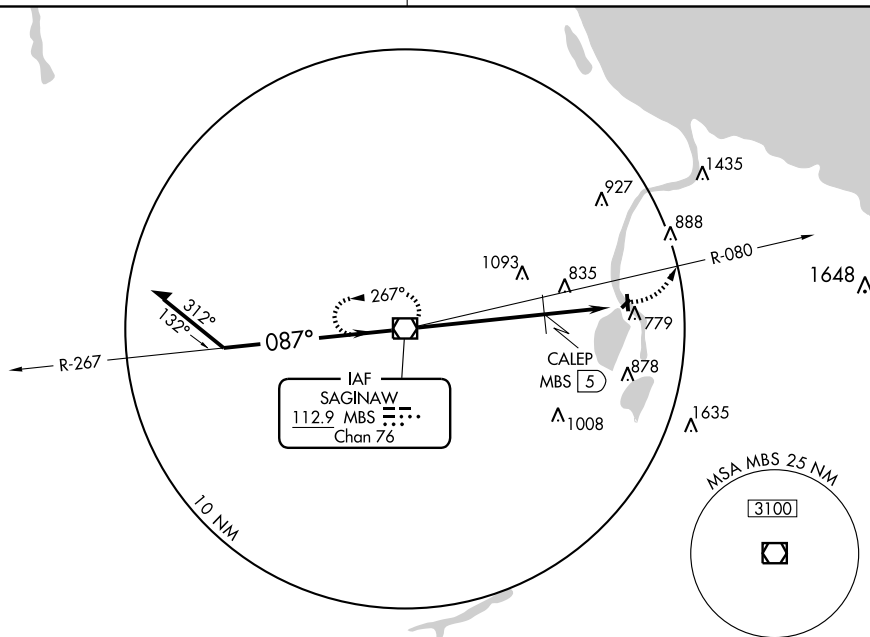 1435
927
888
R-080
1093
835
1648
267°
312°
132°
087°
779
R-267
CALEP
MBS 5
878
IAF
SAGINAW
112.9 MBS
Chan 76
1008
1635
MSA MBS 25 NM
3100
10 NM